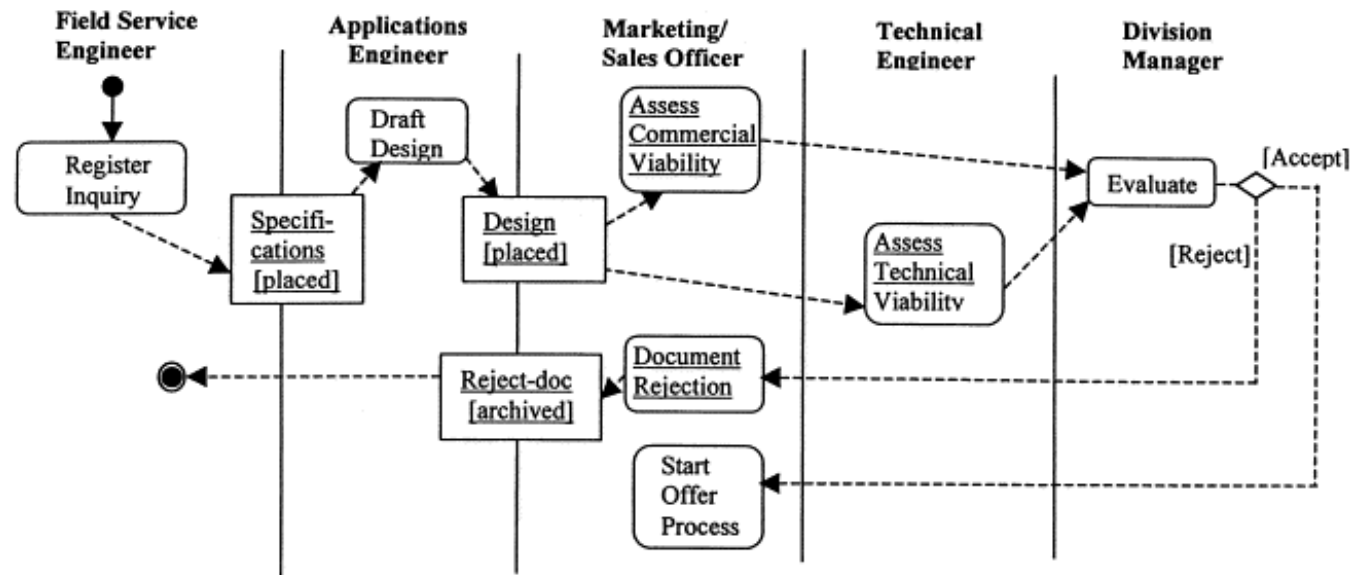 Field Service
Engineer
Applications
Engineer
Marketing/
Sales Officer
Technical
Engineer
Division
Manager
Register
Inquiry
Draft
Design
Assess
Commercial
Viability
[Accept]
Evaluate
Specifi-
cations
[placed]
Design
[placed]
Assess
Technical
Viability
[Reject]
Reject-doc
[archived]
Document
Rejection
Start
Offer
Process